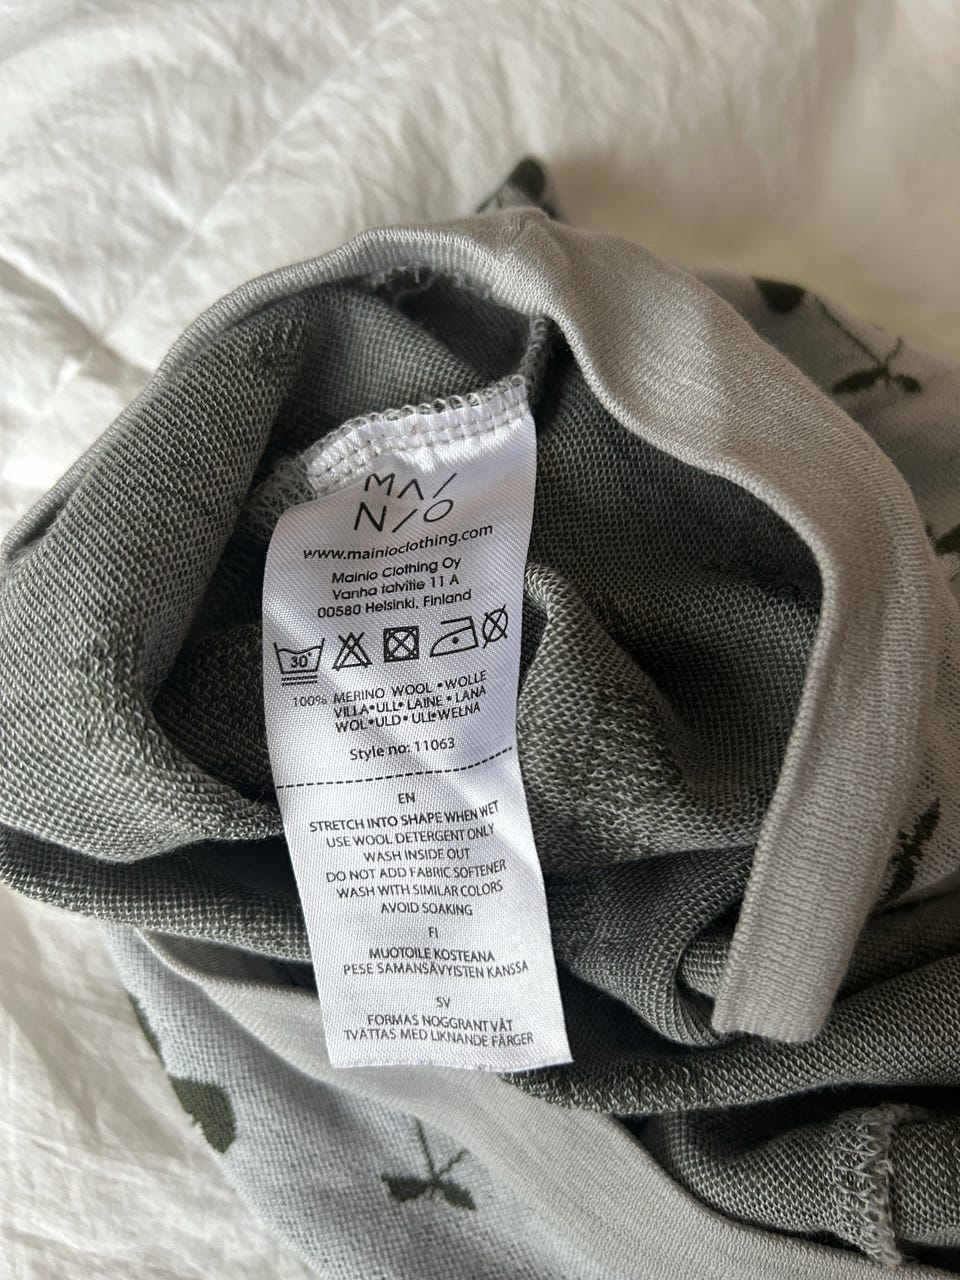 MAINIO
www.mainioclothing.com
Mainio Clothing Oy
Vanha talvitie 11 A
00580 Helsinki, Finland
30°
100% MERINO WOOL • WOLLE
VILLA•ULL• LAINE • LANA
WOL•ULD• ULL•WEŁNA
Style no: 11063
EN
STRETCH INTO SHAPE WHEN WET
USE WOOL DETERGENT ONLY
WASH INSIDE OUT
DO NOT ADD FABRIC SOFTENER
WASH WITH SIMILAR COLORS
AVOID SOAKING
FI
MUOTOILE KOSTEANA
PESE SAMANSÄVYISTEN KANSSA
SV
FORMAS NOGGRANT VÅT
TVÄTTAS MED LIKNANDE FÄRGER